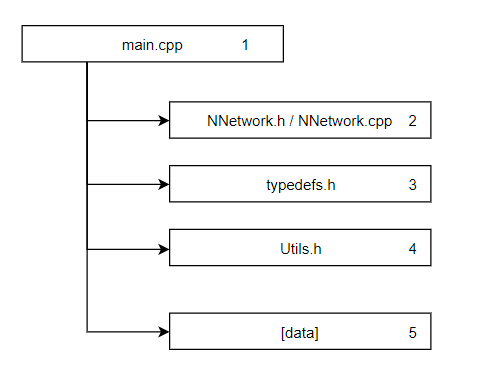 main.cpp 1
NNetwork.h / NNetwork.cpp 2
typedefs.h 3
Utils.h 4
[data] 5